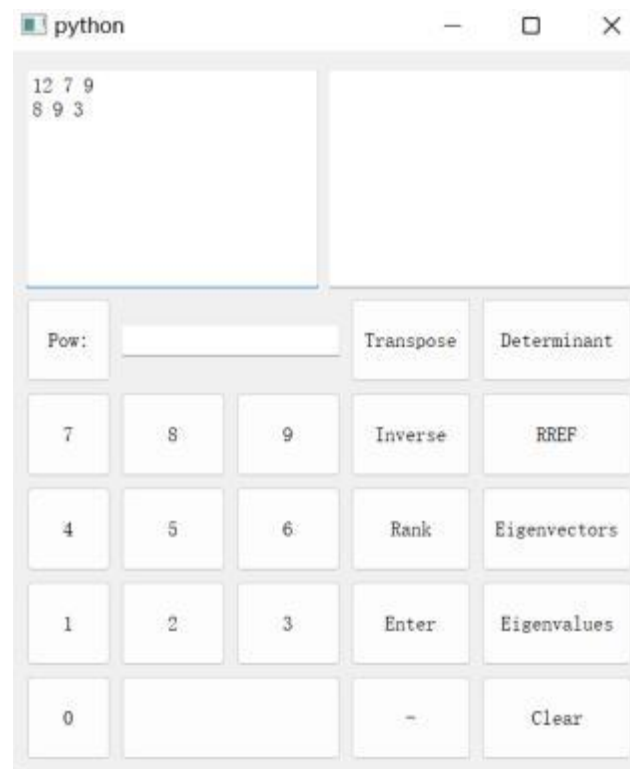 python
12 7 9
8 9 3
Pow:
Transpose
Determinant
7
8
9
Inverse
RREF
4
5
6
Rank
Eigenvectors
1
2
3
Enter
Eigenvalues
0
-
Clear